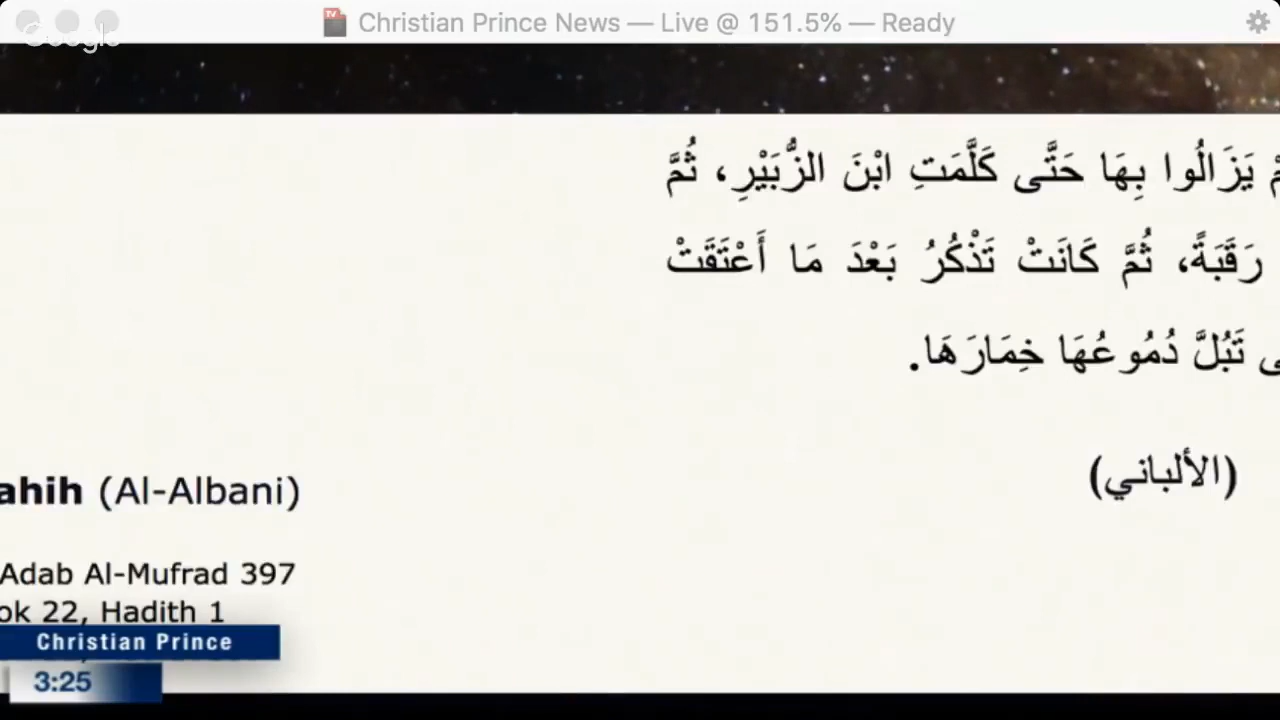 Christian Prince News — Live @ 151.5% — Ready
Google
يَزَالُوا بِهَا حَتَّى كَلَّمَتِ ابْنَ الزُّبَيْرِ، ثُمَّ
رَقَبَةً، ثُمَّ كَانَتْ تَذْكُرُ بَعْدَ مَا أَعْتَقَتْ
تَبُلَّ دُمُوعُهَا خِمَارَهَا.
(الألباني)
ahih (Al-Albani)
Adab Al-Mufrad 397
ok 22, Hadith 1
Christian Prince
3:25